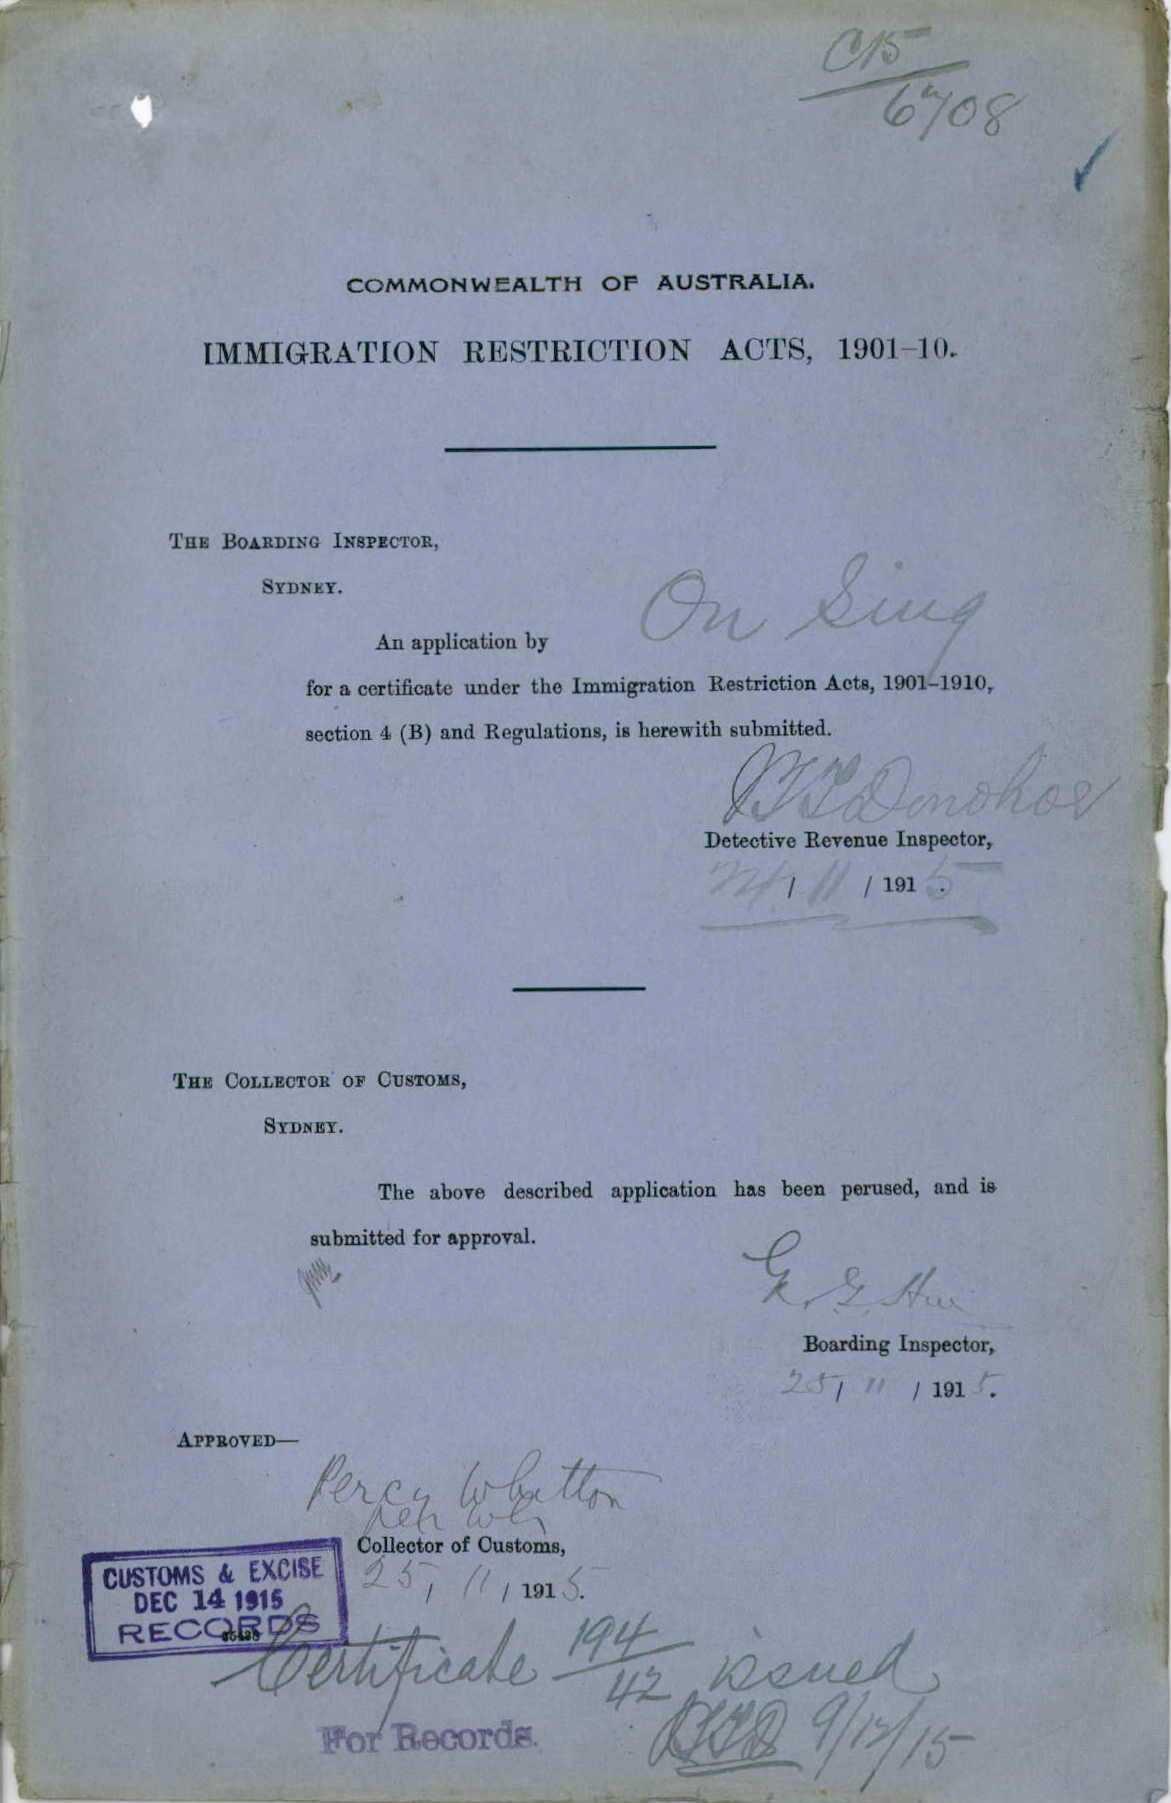 C15
6708
COMMONWEALTH OF AUSTRALIA.
IMMIGRATION RESTRICTION ACTS, 1901-10.
THE BOARDING INSPECTOR,
SYDNEY.
On Sing
An application by
for a certificate under the Immigration Restriction Acts, 1901-1910,
section 4 (B) and Regulations, is herewith submitted.
Donohoe
Detective Revenue Inspector,
24/11/1915.
THE COLLECTOR OF CUSTOMS,
SYDNEY.
The above described application has been perused, and is
submitted for approval.
Boarding Inspector,
25/11/1915.
APPROVED—
Percy Whitton
Collector of Customs,
25/11/1915.
CUSTOMS & EXCISE
DEC 14 1915
RECORDS
Certificate 194/42 issued
9/12/15
For Records.